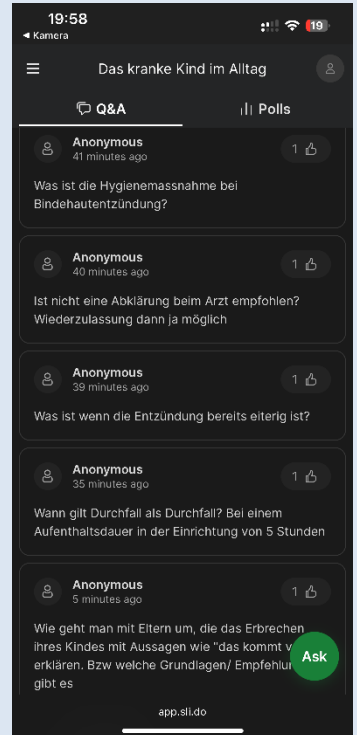 19:58
19
◀ Kamera
Das kranke Kind im Alltag
Q&A
Polls
Anonymous
1
41 minutes ago
Was ist die Hygienemassnahme bei
Bindehautentzündung?
Anonymous
1
40 minutes ago
Ist nicht eine Abklärung beim Arzt empfohlen?
Wiederzulassung dann ja möglich
Anonymous
1
39 minutes ago
Was ist wenn die Entzündung bereits eiterig ist?
Anonymous
1
35 minutes ago
Wann gilt Durchfall als Durchfall? Bei einem
Aufenthaltsdauer in der Einrichtung von 5 Stunden
Anonymous
1
5 minutes ago
Wie geht man mit Eltern um, die das Erbrechen
ihres Kindes mit Aussagen wie "das kommt
erklären. Bzw welche Grundlagen/
gibt es
Ask
app.sli.do